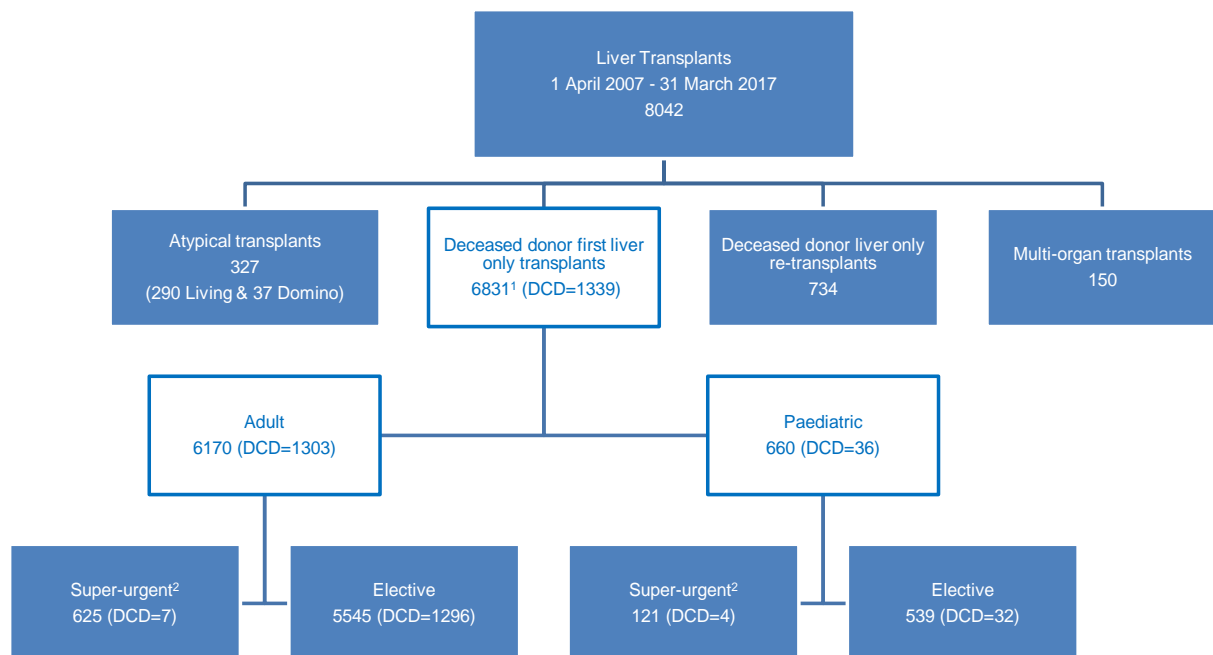 Liver Transplants
1 April 2007 - 31 March 2017
8042
Atypical transplants
327
(290 Living & 37 Domino)
Deceased donor first liver
only transplants
6831¹ (DCD=1339)
Deceased donor liver only
re-transplants
734
Multi-organ transplants
150
Adult
6170 (DCD=1303)
Paediatric
660 (DCD=36)
Super-urgent²
625 (DCD=7)
Elective
5545 (DCD=1296)
Super-urgent²
121 (DCD=4)
Elective
539 (DCD=32)